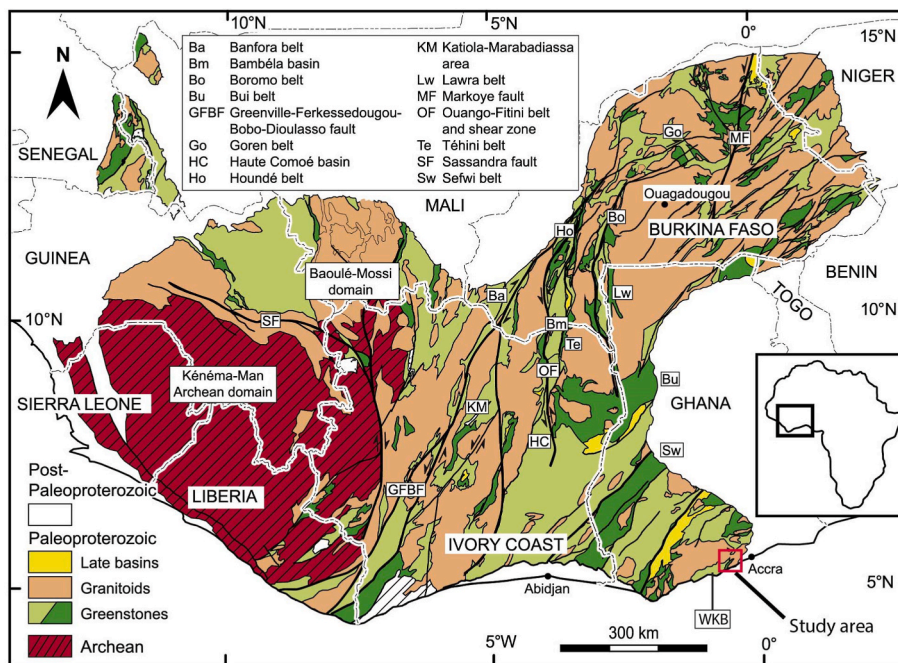 10°N
5°N
0°
15°N
N
Ba Banfora belt
Bm Bambéla basin
Bo Boromo belt
Bu Bui belt
GFBF Greenville-Ferkessedougou-
Bobo-Dioulasso fault
Go Goren belt
HC Haute Comoé basin
Ho Houndé belt
KM Katiola-Marabadiassa
area
Lw Lawra belt
MF Markoye fault
OF Ouango-Fitini belt
and shear zone
Te Téhini belt
SF Sassandra fault
Sw Sefwi belt
NIGER
SENEGAL
Go
MF
MALI
Ouagadougou
Bo
Ho
BURKINA FASO
GUINEA
Baoulé-Mossi
domain
BENIN
TOGO
Ba
Lw
10°N
10°N
SF
Bm
Te
Kénéma-Man
Archean domain
OF
Bu
SIERRA LEONE
KM
GHANA
HC
Sw
LIBERIA
GFBF
IVORY COAST
Post-
Paleoproterozoic
Paleoproterozoic
Late basins
Granitoids
Greenstones
Archean
Abidjan
Accra
5°N
WKB
Study area
5°W
300 km
0°